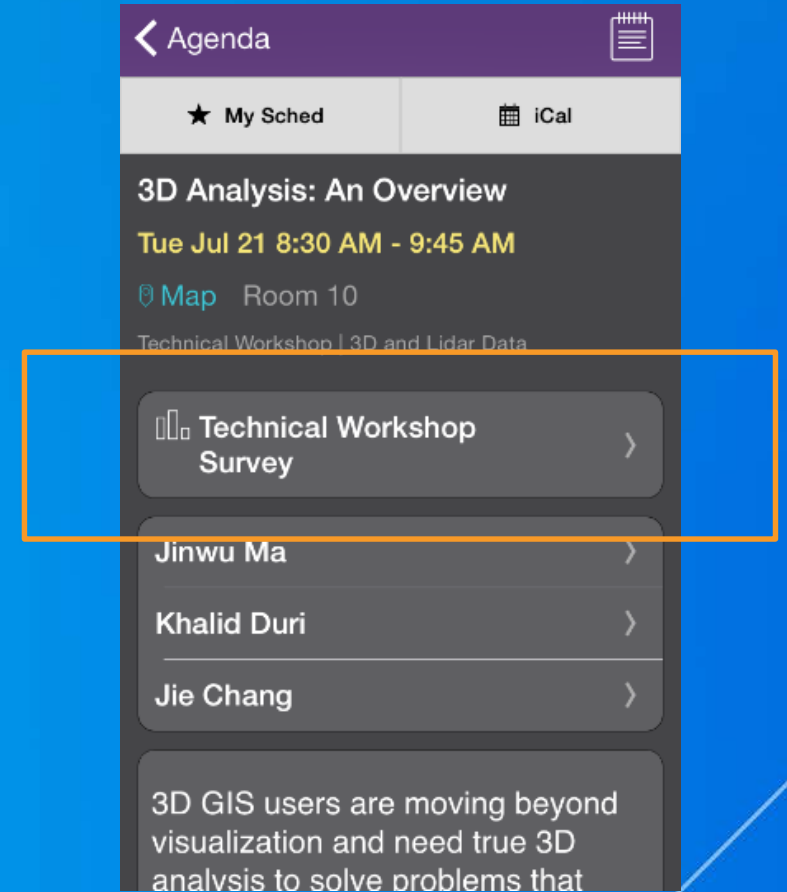 Agenda
My Sched
iCal
3D Analysis: An Overview
Tue Jul 21 8:30 AM - 9:45 AM
Map Room 10
Technical Workshop | 3D and Lidar Data
Technical Workshop
Survey
Jinwu Ma
Khalid Duri
Jie Chang
3D GIS users are moving beyond
visualization and need true 3D
analysis to solve problems that